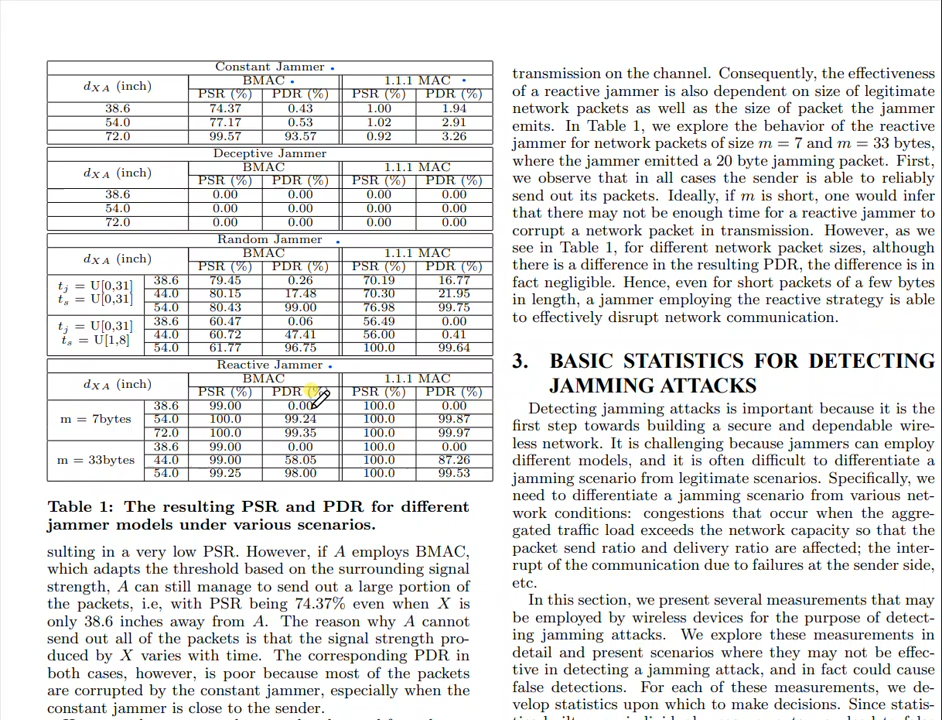 Constant Jammer
d_XA (inch) BMAC 1.1.1 MAC
PSR (%) PDR (%) PSR (%) PDR (%)
38.6 74.37 0.43 1.00 1.94
54.0 77.17 0.53 1.02 2.91
72.0 99.57 93.57 0.92 3.26
Deceptive Jammer
d_XA (inch) BMAC 1.1.1 MAC
PSR (%) PDR (%) PSR (%) PDR (%)
38.6 0.00 0.00 0.00 0.00
54.0 0.00 0.00 0.00 0.00
72.0 0.00 0.00 0.00 0.00
Random Jammer
d_XA (inch) BMAC 1.1.1 MAC
PSR (%) PDR (%) PSR (%) PDR (%)
t_j = U[0,31] 38.6 79.45 0.26 70.19 16.77
t_s = U[0,31] 44.0 80.15 17.48 70.30 21.95
54.0 80.43 99.00 76.98 99.75
t_j = U[0,31] 38.6 60.47 0.06 56.49 0.00
t_s = U[1,8] 44.0 60.72 47.41 56.00 0.41
54.0 61.77 96.75 100.0 99.64
Reactive Jammer
d_XA (inch) BMAC 1.1.1 MAC
PSR (%) PDR (%) PSR (%) PDR (%)
m = 7bytes 38.6 99.00 0.00 100.0 0.00
54.0 100.0 99.24 100.0 99.87
72.0 100.0 99.35 100.0 99.97
m = 33bytes 38.6 99.00 0.00 100.0 0.00
44.0 99.00 58.05 100.0 87.26
54.0 99.25 98.00 100.0 99.53
Table 1: The resulting PSR and PDR for different
jammer models under various scenarios.
sulting in a very low PSR. However, if A employs BMAC,
which adapts the threshold based on the surrounding signal
strength, A can still manage to send out a large portion of
the packets, i.e, with PSR being 74.37% even when X is
only 38.6 inches away from A. The reason why A cannot
send out all of the packets is that the signal strength pro-
duced by X varies with time. The corresponding PDR in
both cases, however, is poor because most of the packets
are corrupted by the constant jammer, especially when the
constant jammer is close to the sender.
transmission on the channel. Consequently, the effectiveness
of a reactive jammer is also dependent on size of legitimate
network packets as well as the size of packet the jammer
emits. In Table 1, we explore the behavior of the reactive
jammer for network packets of size m = 7 and m = 33 bytes,
where the jammer emitted a 20 byte jamming packet. First,
we observe that in all cases the sender is able to reliably
send out its packets. Ideally, if m is short, one would infer
that there may not be enough time for a reactive jammer to
corrupt a network packet in transmission. However, as we
see in Table 1, for different network packet sizes, although
there is a difference in the resulting PDR, the difference is in
fact negligible. Hence, even for short packets of a few bytes
in length, a jammer employing the reactive strategy is able
to effectively disrupt network communication.
3. BASIC STATISTICS FOR DETECTING
JAMMING ATTACKS
Detecting jamming attacks is important because it is the
first step towards building a secure and dependable wire-
less network. It is challenging because jammers can employ
different models, and it is often difficult to differentiate a
jamming scenario from legitimate scenarios. Specifically, we
need to differentiate a jamming scenario from various net-
work conditions: congestions that occur when the aggre-
gated traffic load exceeds the network capacity so that the
packet send ratio and delivery ratio are affected; the inter-
rupt of the communication due to failures at the sender side,
etc.
In this section, we present several measurements that may
be employed by wireless devices for the purpose of detect-
ing jamming attacks. We explore these measurements in
detail and present scenarios where they may not be effec-
tive in detecting a jamming attack, and in fact could cause
false detections. For each of these measurements, we de-
velop statistics upon which to make decisions. Since statis-